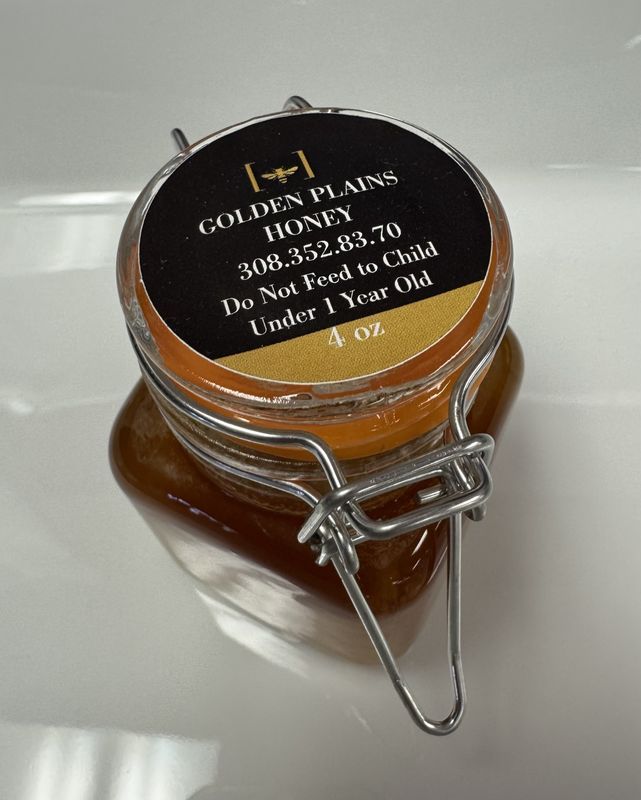 GOLDEN PLAINS
HONEY
308.352.83.70
Do Not Feed to Child
Under 1 Year Old
4 oz